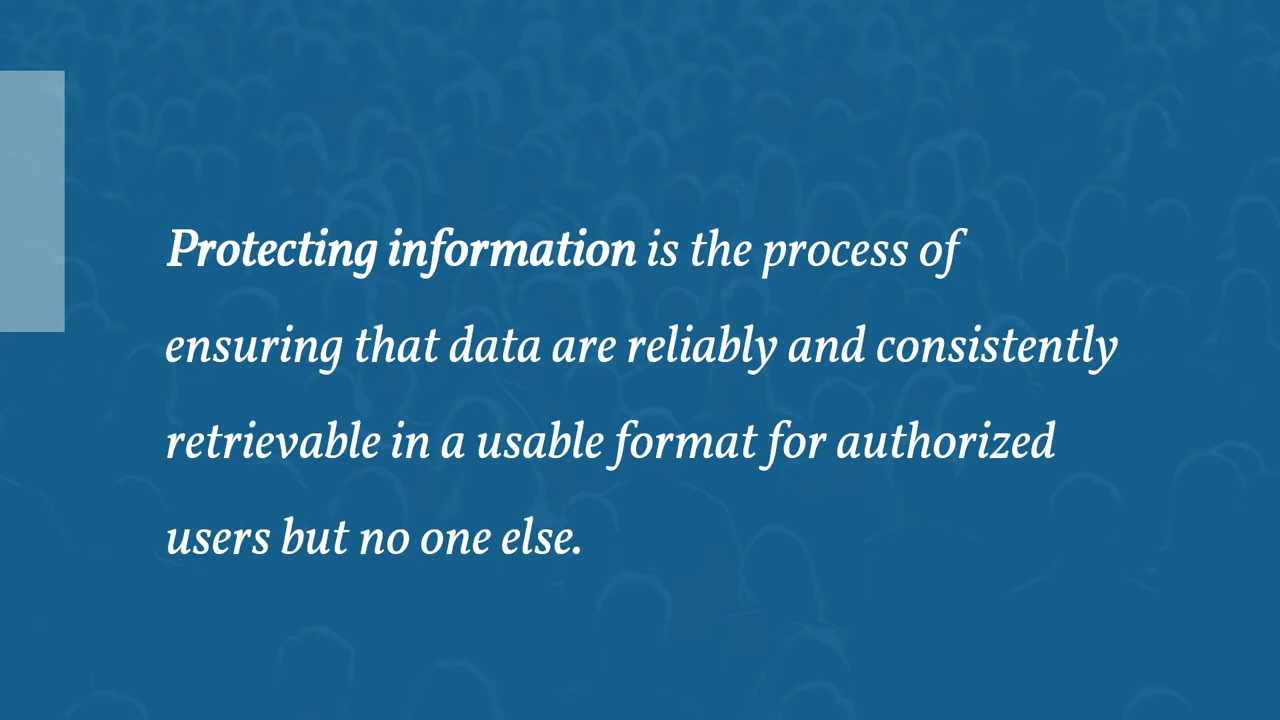 Protecting information is the process of
ensuring that data are reliably and consistently
retrievable in a usable format for authorized
users but no one else.